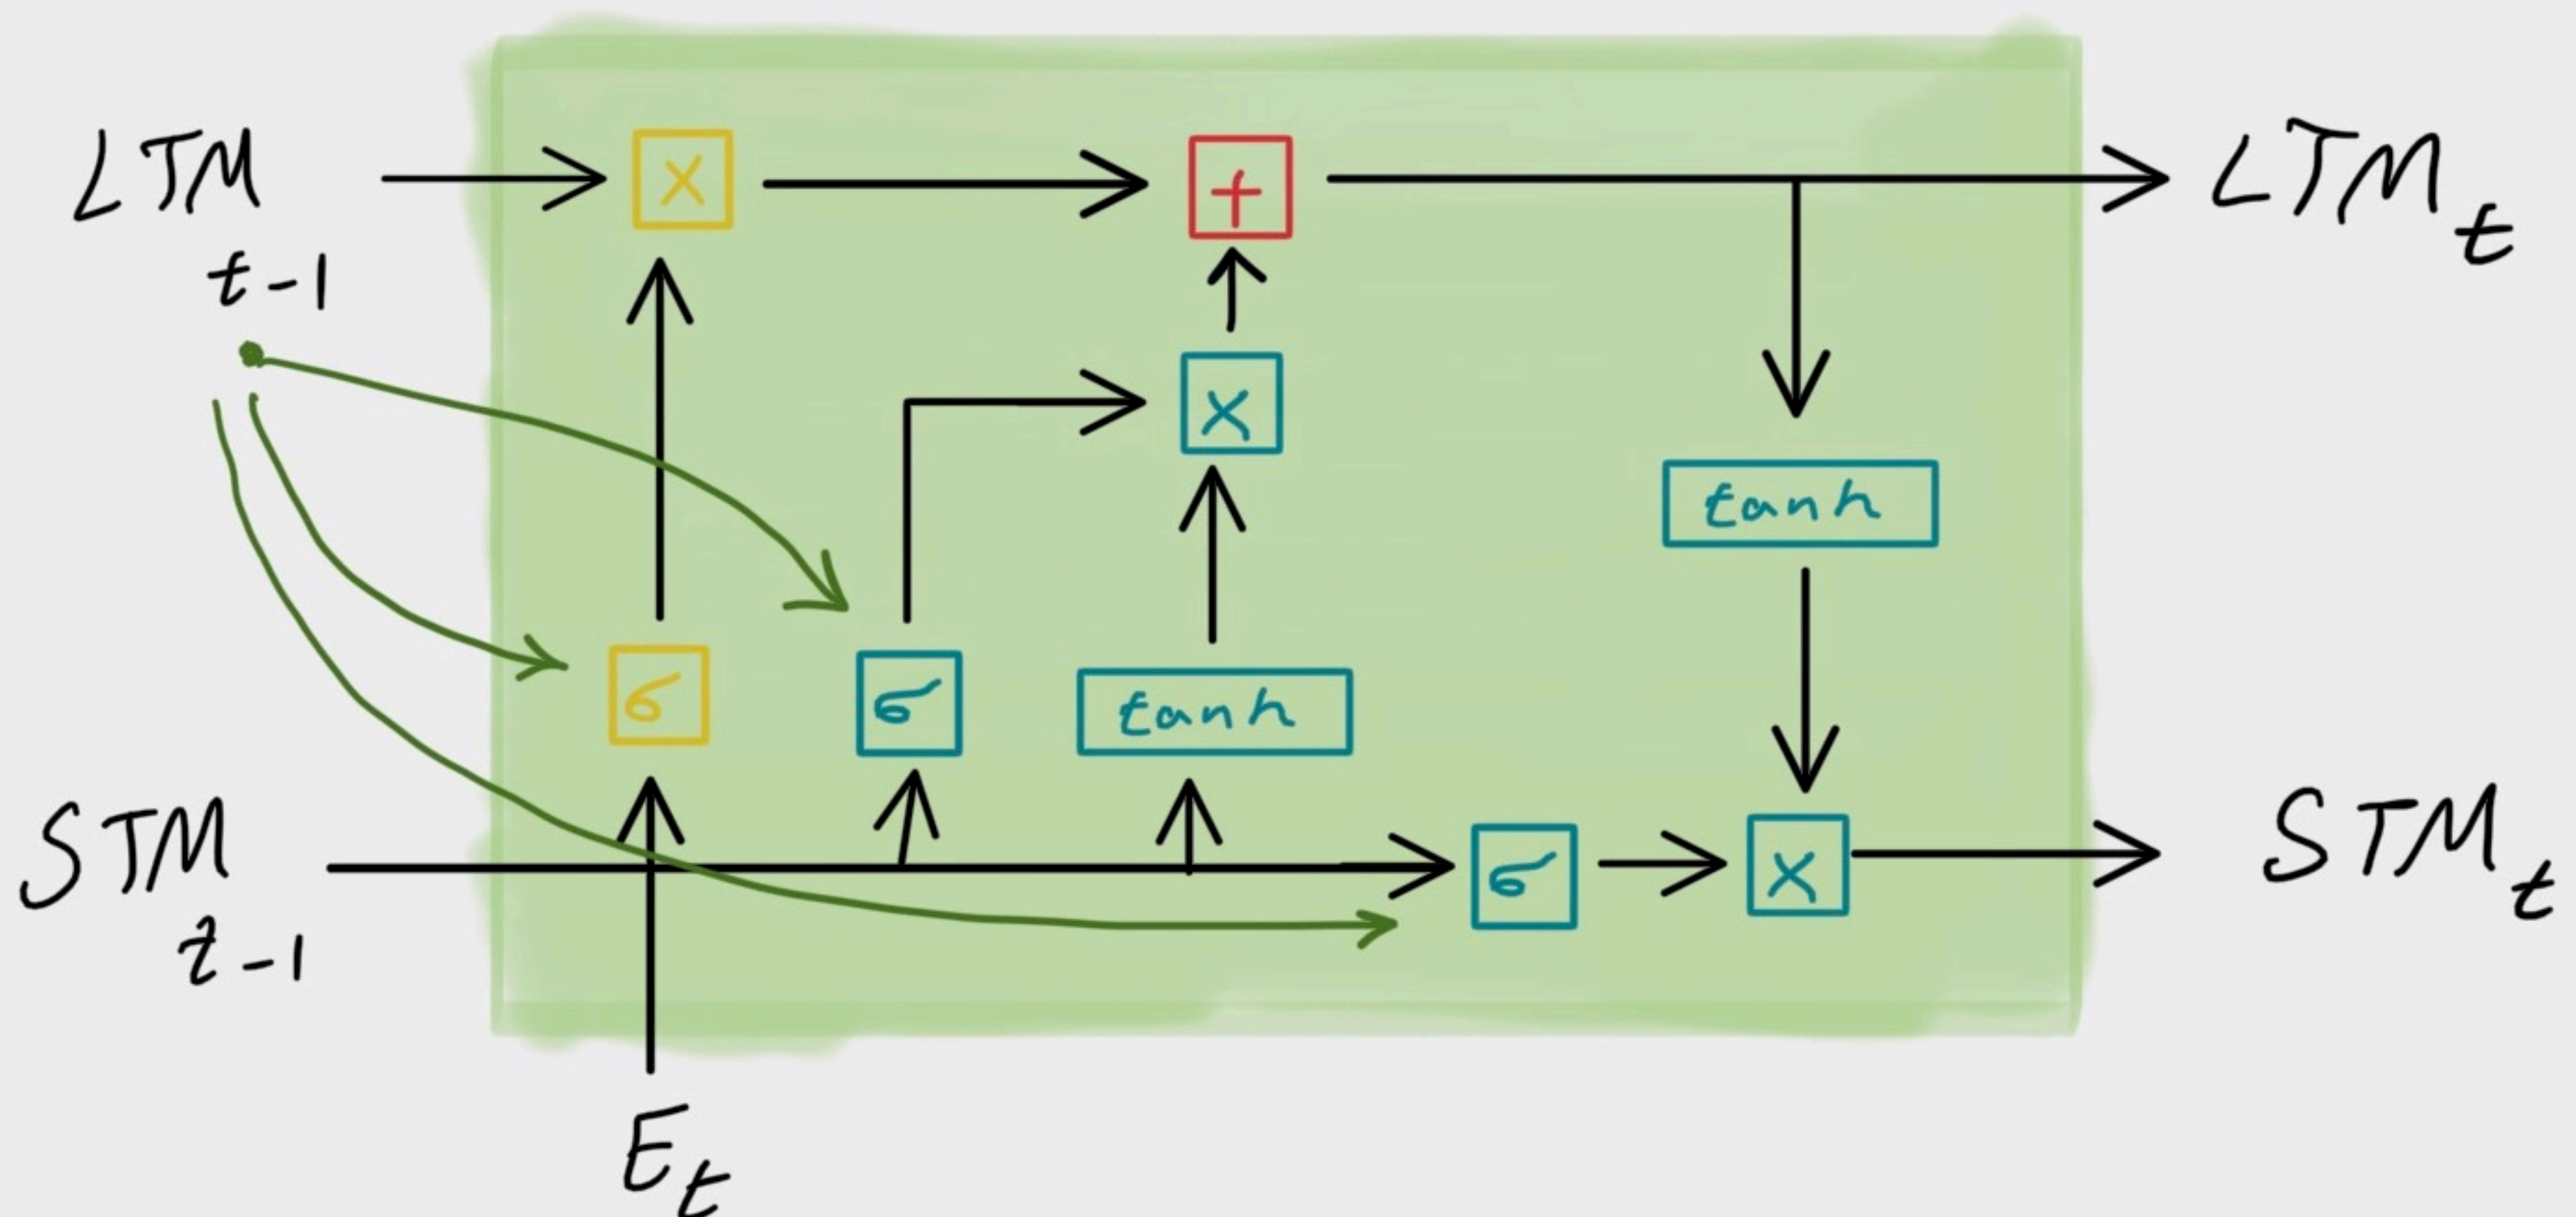 LTM t-1
x
+
LTM t
x
tanh
σ
σ
tanh
STM t-1
σ
x
STM t
E t